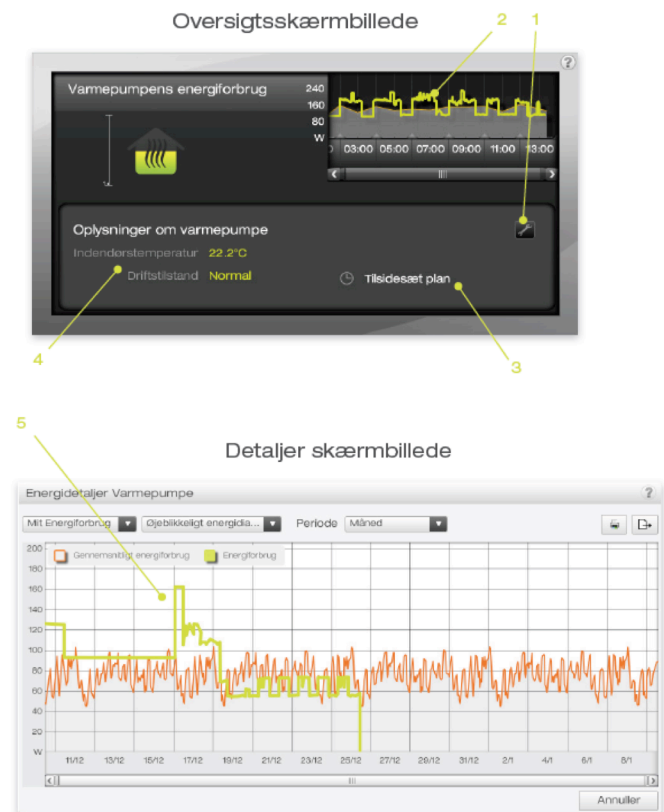 Oversigtsskærmbillede
2
1
?
Varmepumpens energiforbrug
240
160
80
W
03:00 05:00 07:00 09:00 11:00 13:00
Oplysninger om varmepumpe
Indendørstemperatur 22.2°C
Driftstilstand Normal
Tilsidesæt plan
4
3
5
Detaljer skærmbillede
Energidetaljer Varmepumpe
?
Mit Energiforbrug
Øjeblikkeligt energidia...
Periode
Måned
Gennemsnitligt energiforbrug
Energiforbrug
200
180
160
140
120
100
80
60
40
20
W
11/12 13/12 15/12 17/12 19/12 21/12 23/12 25/12 27/12 29/12 31/12 2/1 4/1 6/1 8/1
Annuller